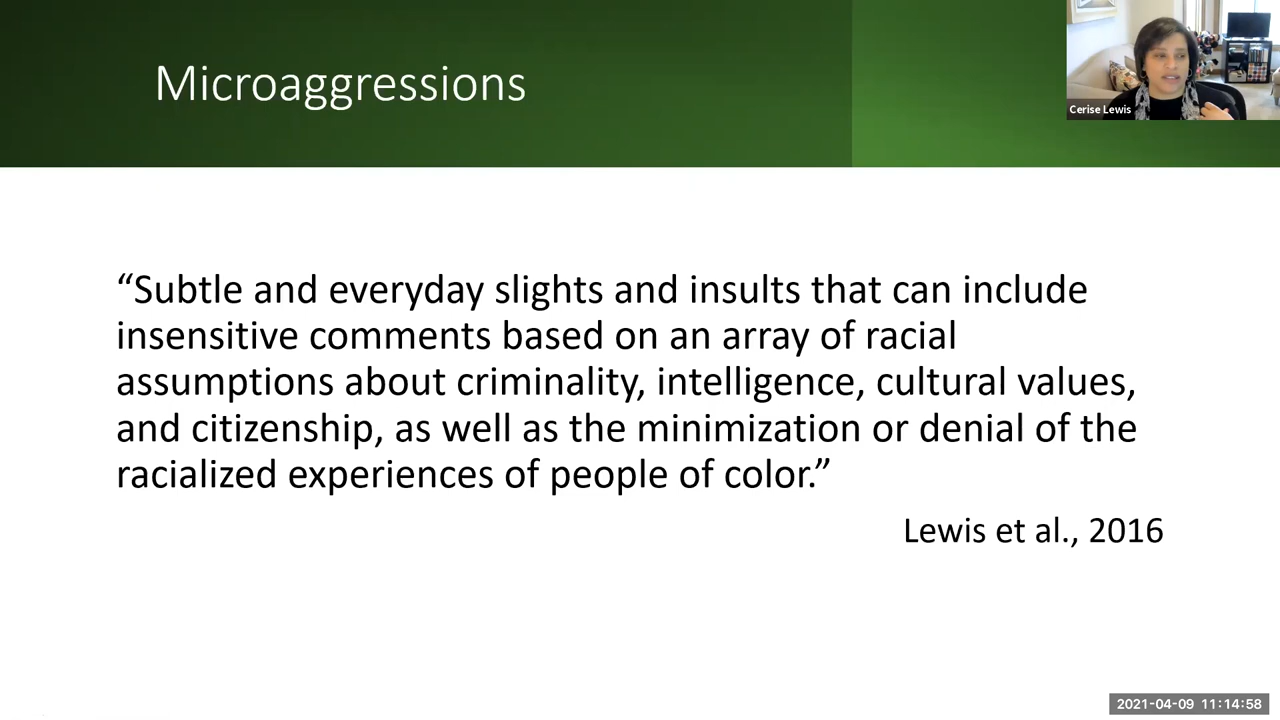 Microaggressions
Cerise Lewis
“Subtle and everyday slights and insults that can include
insensitive comments based on an array of racial
assumptions about criminality, intelligence, cultural values,
and citizenship, as well as the minimization or denial of the
racialized experiences of people of color.”
Lewis et al., 2016
2021-04-09 11:14:58